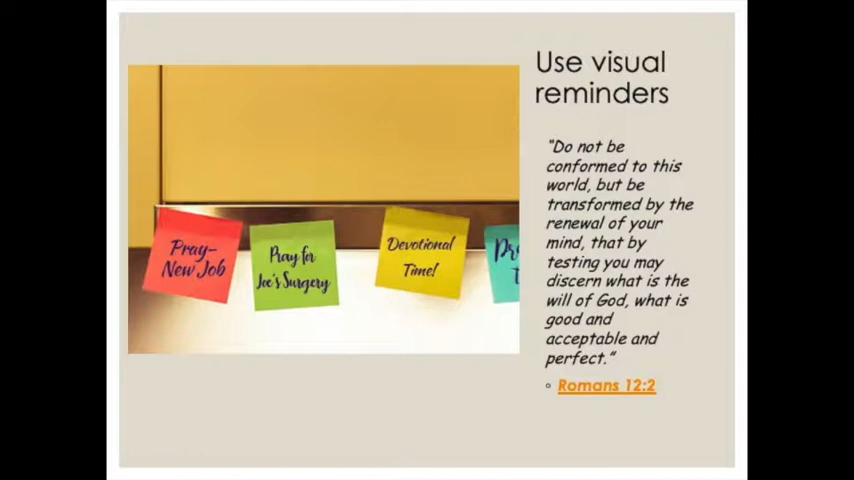 Use visual
reminders
Pray-
New Job
Pray for
Joe's Surgery
Devotional
Time!
"Do not be
conformed to this
world, but be
transformed by the
renewal of your
mind, that by
testing you may
discern what is the
will of God, what is
good and
acceptable and
perfect."
Romans 12:2